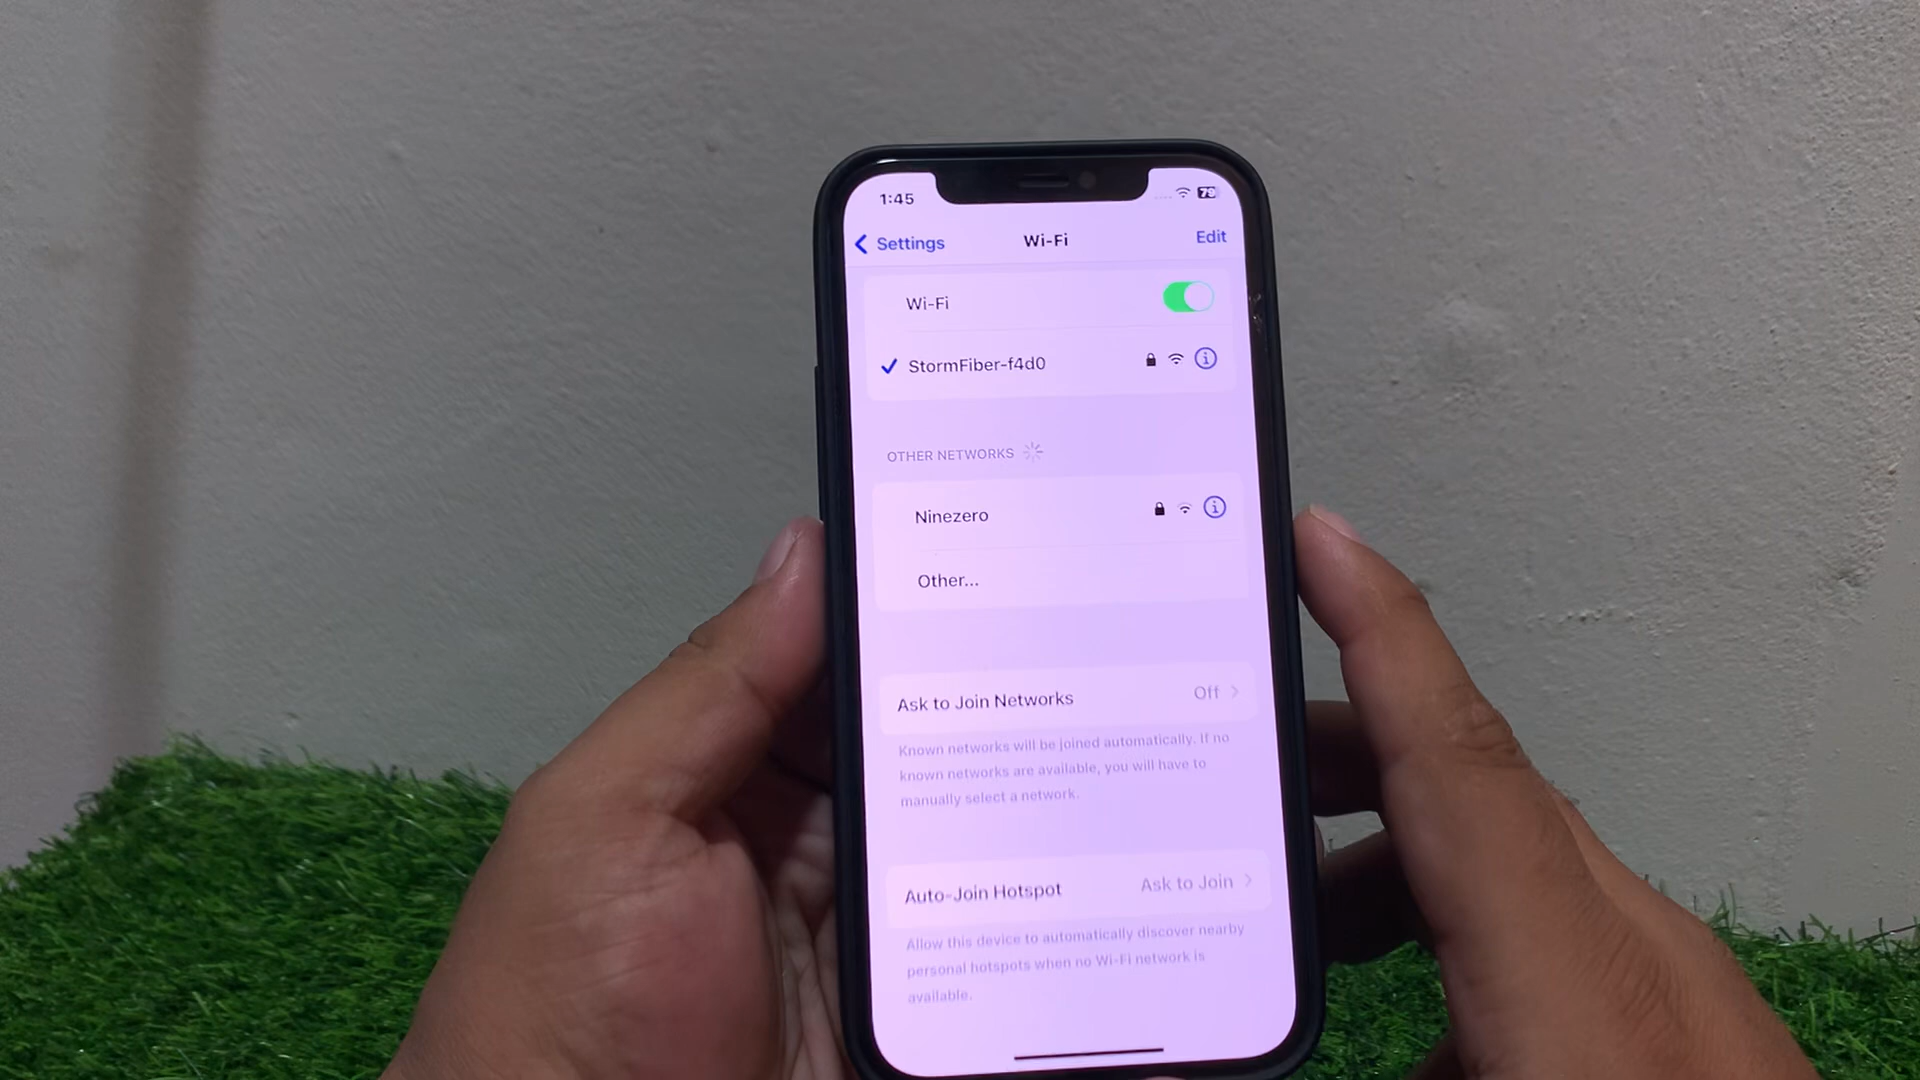 1:45
79
Settings
Wi-Fi
Edit
Wi-Fi
StormFiber-f4d0
OTHER NETWORKS
Ninezero
Other...
Ask to Join Networks
Off
Known networks will be joined automatically. If no
known networks are available, you will have to
manually select a network.
Auto-Join Hotspot
Ask to Join
Allow this device to automatically discover nearby
personal hotspots when no Wi-Fi network is
available.